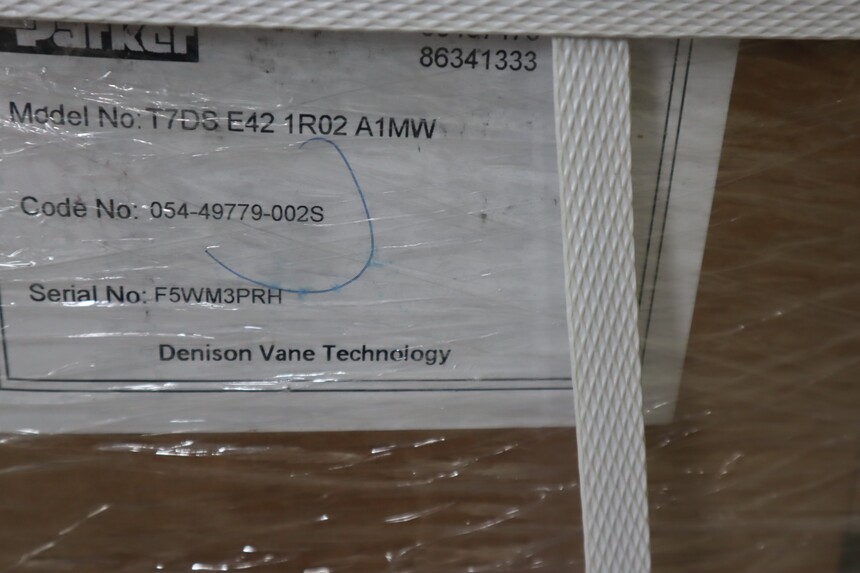 Parker
86341333
Model No: T7DS E42 1R02 A1MW
Code No: 054-49779-002S
Serial No: F5WM3PRH
Denison Vane Technology